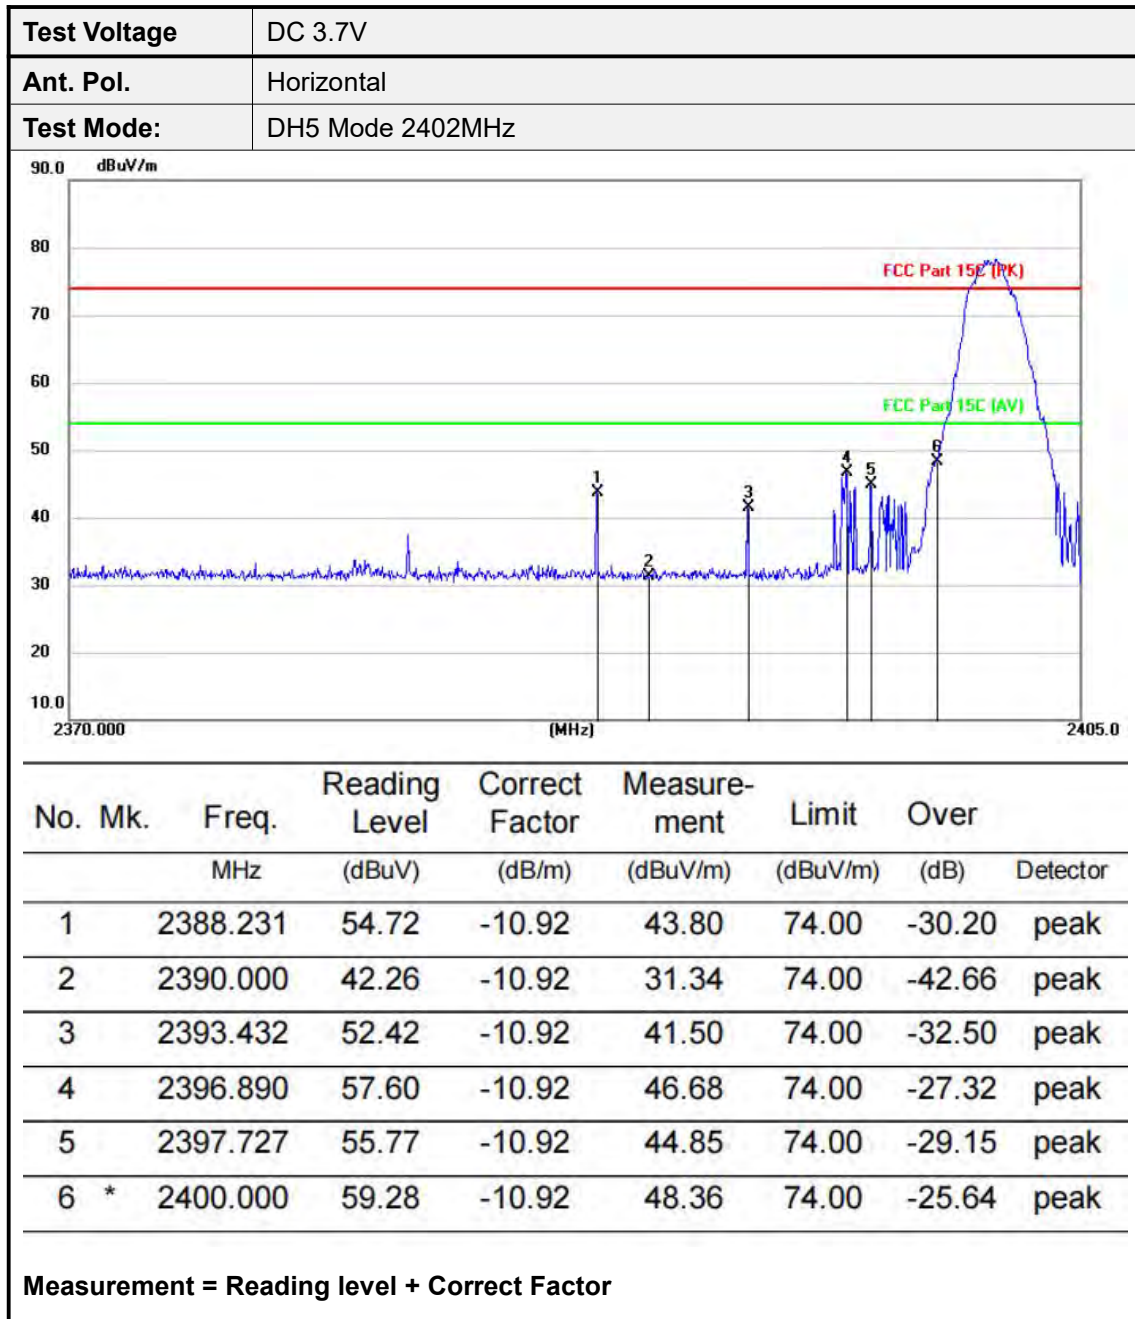 Test Voltage DC 3.7V
Ant. Pol. Horizontal
Test Mode: DH5 Mode 2402MHz
90.0 dBuV/m
80
FCC Part 15C (PK)
70
60
FCC Part 15C (AV)
50
6
4
5
1
3
40
2
30
20
10.0
2370.000 (MHz) 2405.0
No. Mk. Freq. Reading Level Correct Factor Measure-ment Limit Over
MHz (dBuV) (dB/m) (dBuV/m) (dBuV/m) (dB) Detector
1 2388.231 54.72 -10.92 43.80 74.00 -30.20 peak
2 2390.000 42.26 -10.92 31.34 74.00 -42.66 peak
3 2393.432 52.42 -10.92 41.50 74.00 -32.50 peak
4 2396.890 57.60 -10.92 46.68 74.00 -27.32 peak
5 2397.727 55.77 -10.92 44.85 74.00 -29.15 peak
6 * 2400.000 59.28 -10.92 48.36 74.00 -25.64 peak
Measurement = Reading level + Correct Factor